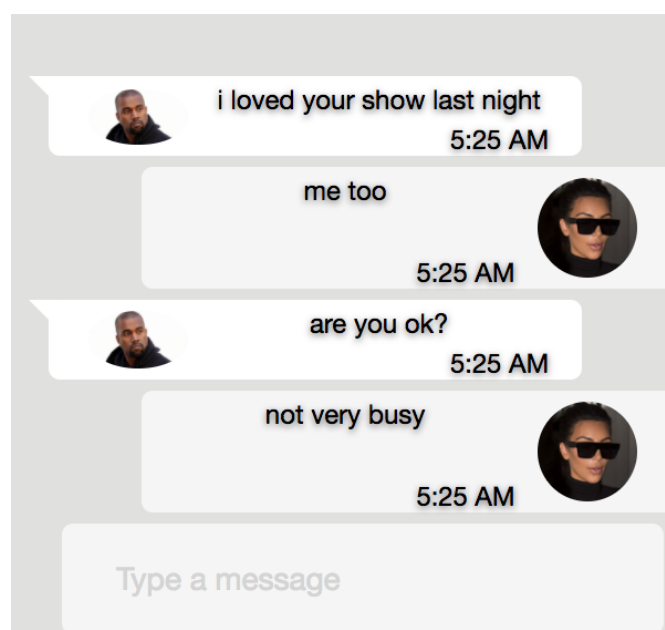 i loved your show last night
5:25 AM
me too
5:25 AM
are you ok?
5:25 AM
not very busy
5:25 AM
Type a message